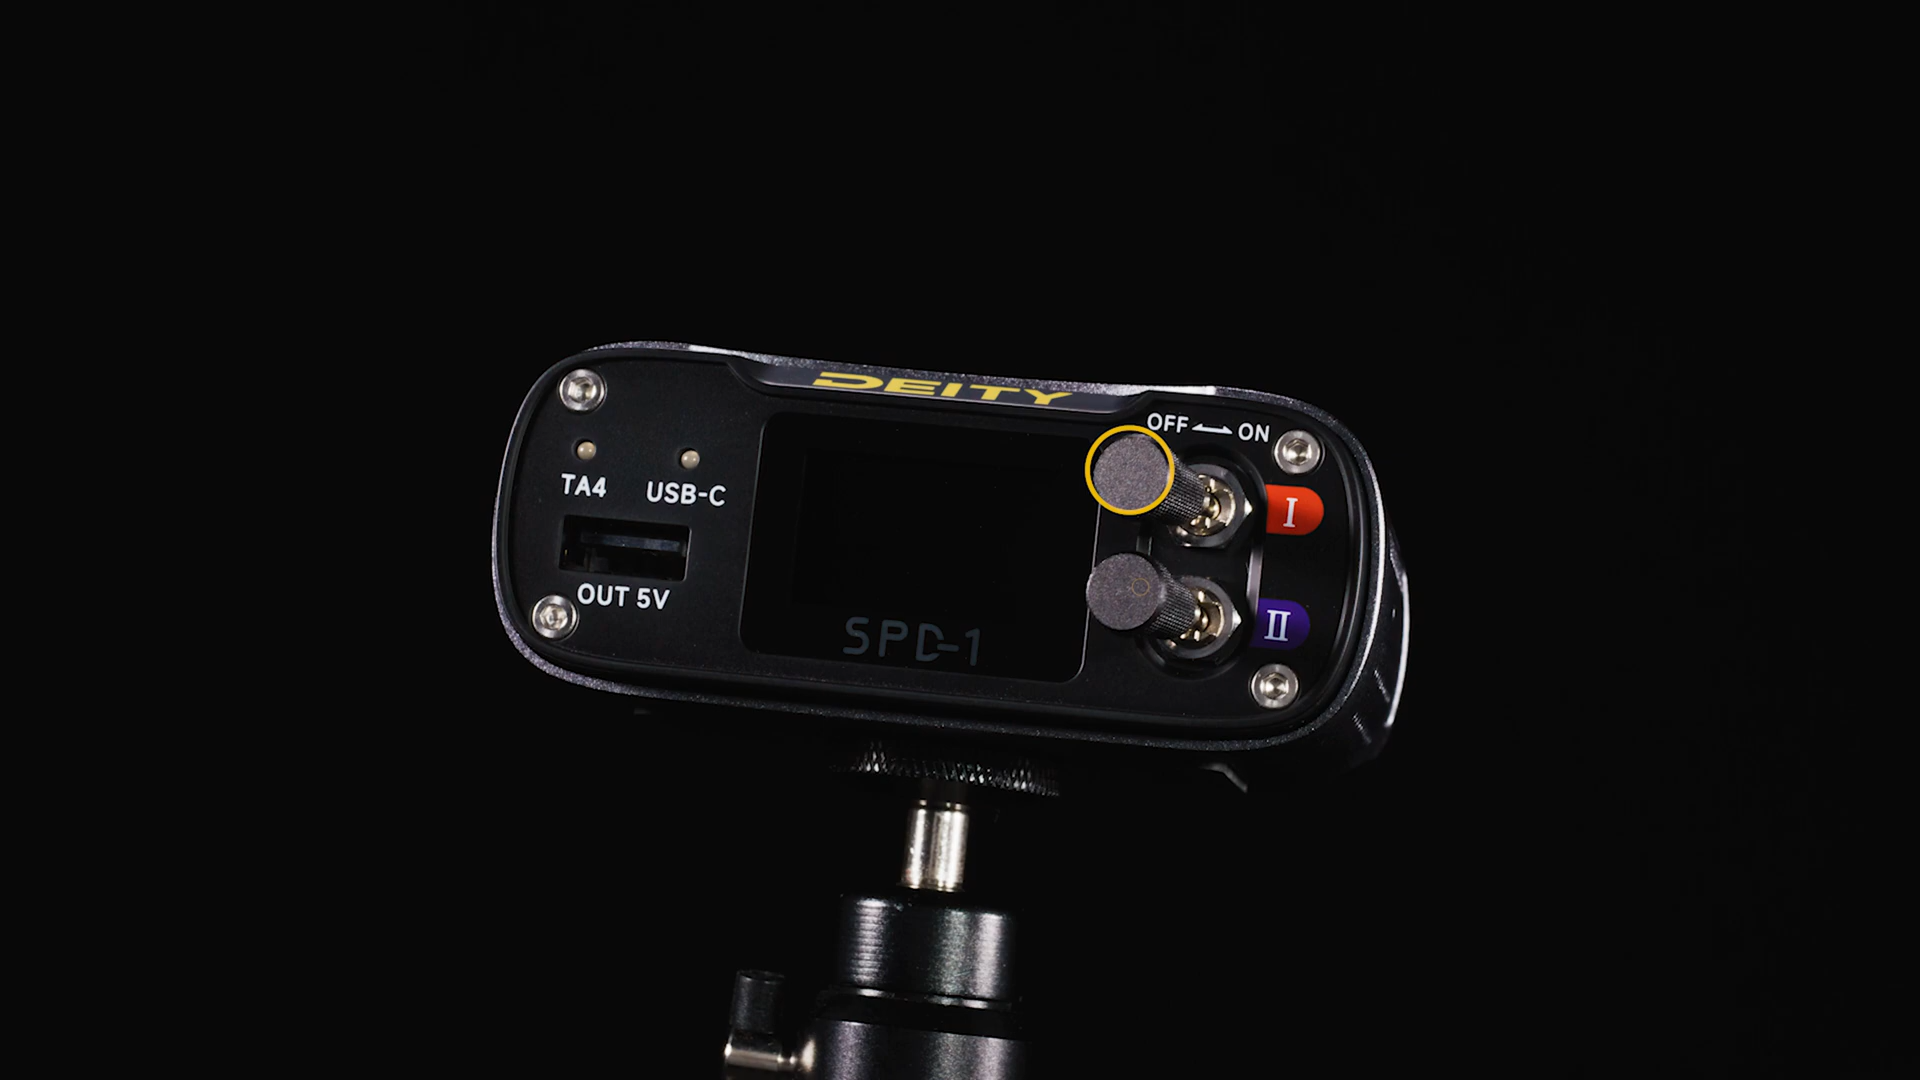 DEITY
OFF ON
TA4 USB-C
I
OUT 5V
II
SPD-1